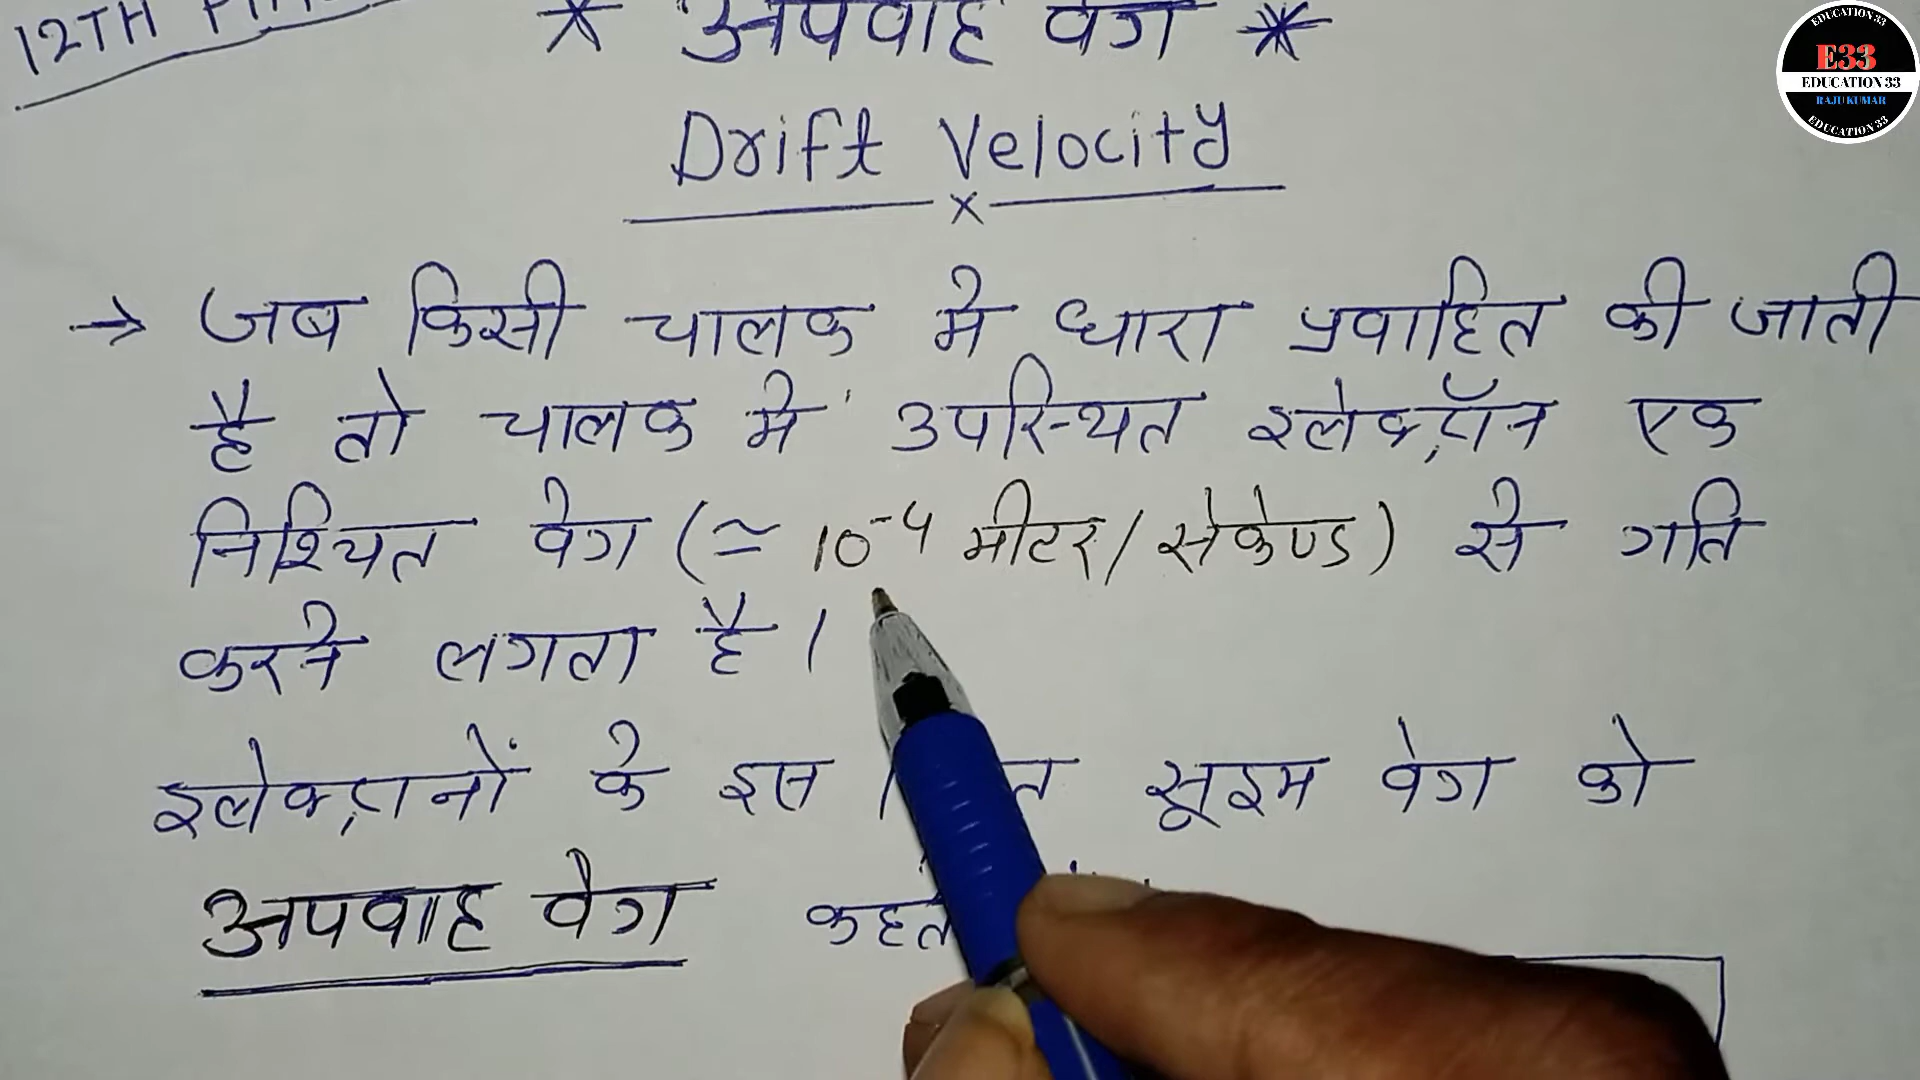 12TH
* अपवाह वेग *
Drift Velocity
x
→ जब किसी चालक मे धारा प्रवाहित की जाती
है तो चालक मे उपस्थित इलेक्ट्रॉन एक
निश्चित वेग (≃ 10⁻⁴ मीटर/सेकेण्ड) से गति
करने लगता है।
इलेक्ट्रानों के इस सूक्ष्म वेग को
अपवाह वेग कहते
EDUCATION 33
E33
EDUCATION 33
RAJU KUMAR
EDUCATION 33